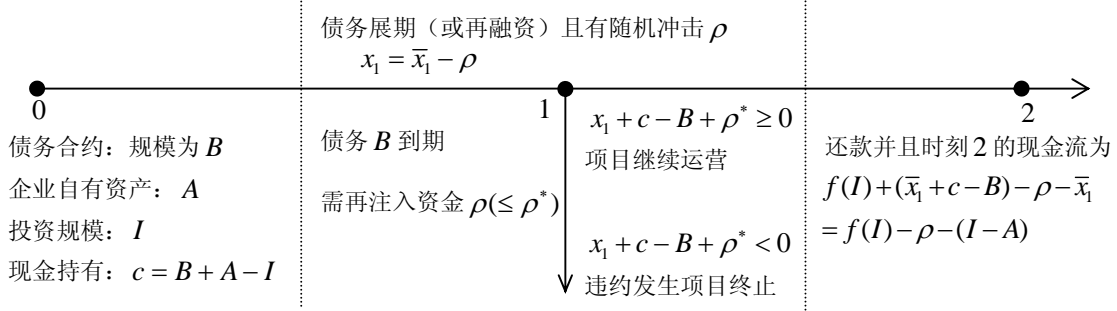 债务展期（或再融资）且有随机冲击 ρ
x₁ = x̄₁ − ρ
0
1
2
债务合约：规模为 B
企业自有资产： A
投资规模： I
现金持有：c = B + A − I
债务 B 到期
需再注入资金 ρ(≤ ρ*)
x₁ + c − B + ρ* ≥ 0
项目继续运营
x₁ + c − B + ρ* < 0
违约发生项目终止
还款并且时刻 2 的现金流为
f(I) + (x̄₁ + c − B) − ρ − x̄₁
= f(I) − ρ − (I − A)